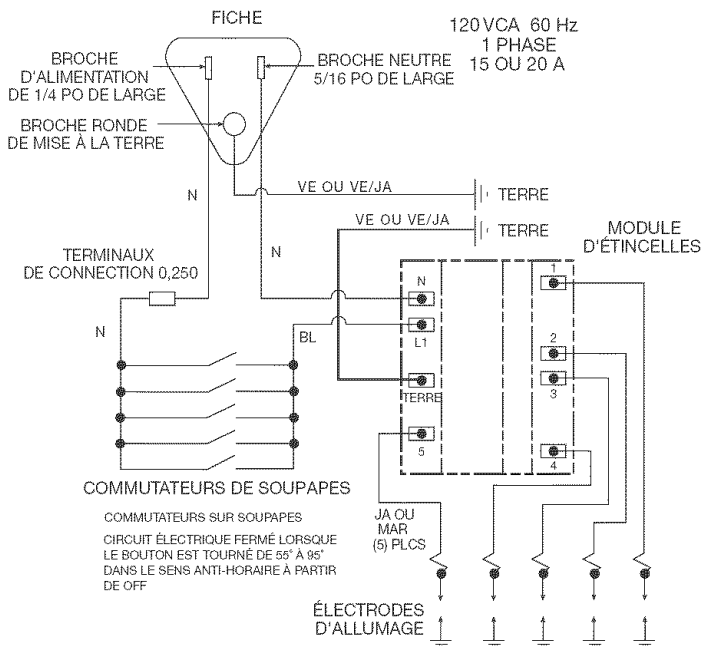 FICHE
120 VCA 60 Hz
1 PHASE
15 OU 20 A
BROCHE
D'ALIMENTATION
DE 1/4 PO DE LARGE
BROCHE NEUTRE
5/16 PO DE LARGE
BROCHE RONDE
DE MISE À LA TERRE
N
VE OU VE/JA
TERRE
VE OU VE/JA
TERRE
MODULE
D'ÉTINCELLES
TERMINAUX
DE CONNECTION 0,250
N
N
BL
N
L1
TERRE
5
1
2
3
4
COMMUTATEURS DE SOUPAPES
COMMUTATEURS SUR SOUPAPES
CIRCUIT ÉLECTRIQUE FERMÉ LORSQUE
LE BOUTON EST TOURNÉ DE 55° À 95°
DANS LE SENS ANTI-HORAIRE À PARTIR
DE OFF
JA OU
MAR
(5) PLCS
ÉLECTRODES
D'ALLUMAGE